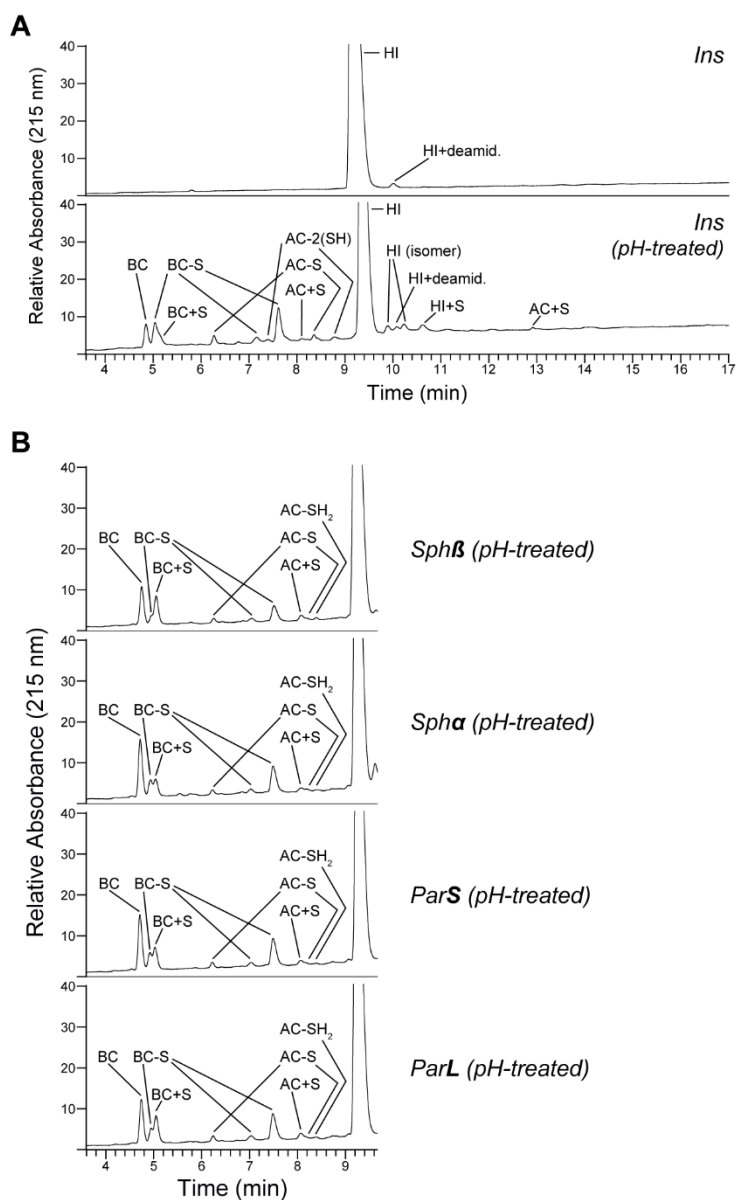 A
Relative Absorbance (215 nm)
40
30
20
10
HI
Ins
HI+deamid.
40
30
20
10
BC
BC-S
BC+S
AC-2(SH)
AC-S
AC+S
HI
HI (isomer)
HI+deamid.
HI+S
AC+S
Ins
(pH-treated)
4 5 6 7 8 9 10 11 12 13 14 15 16 17
Time (min)
B
Relative Absorbance (215 nm)
40
30
20
10
BC
BC-S
BC+S
AC-SH2
AC-S
AC+S
Sphß (pH-treated)
40
30
20
10
BC
BC-S
BC+S
AC-SH2
AC-S
AC+S
Sphα (pH-treated)
40
30
20
10
BC
BC-S
BC+S
AC-SH2
AC-S
AC+S
ParS (pH-treated)
40
30
20
10
BC
BC-S
BC+S
AC-SH2
AC-S
AC+S
ParL (pH-treated)
4 5 6 7 8 9
Time (min)